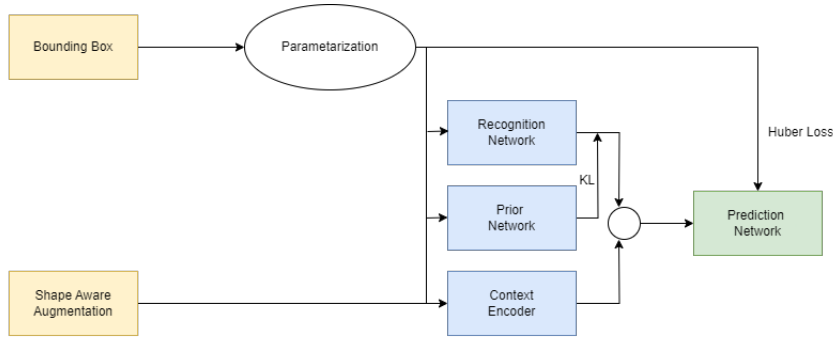 Bounding Box
Parametarization
Recognition
Network
Huber Loss
KL
Prior
Network
Prediction
Network
Shape Aware
Augmentation
Context
Encoder